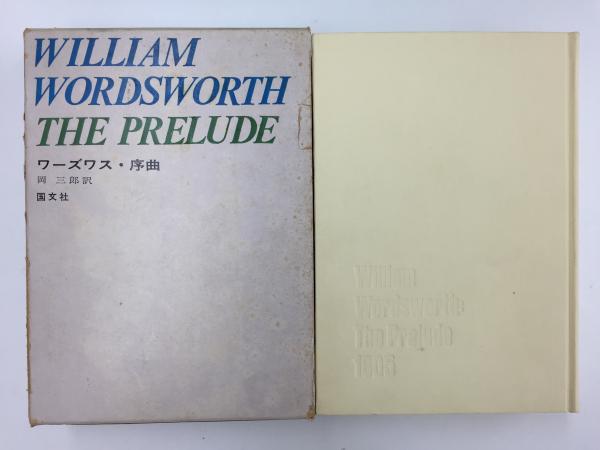 WILLIAM
WORDSWORTH
THE PRELUDE
ワーズワス・序曲
岡 三郎訳
国文社
William
Wordsworth
The Prelude
1805